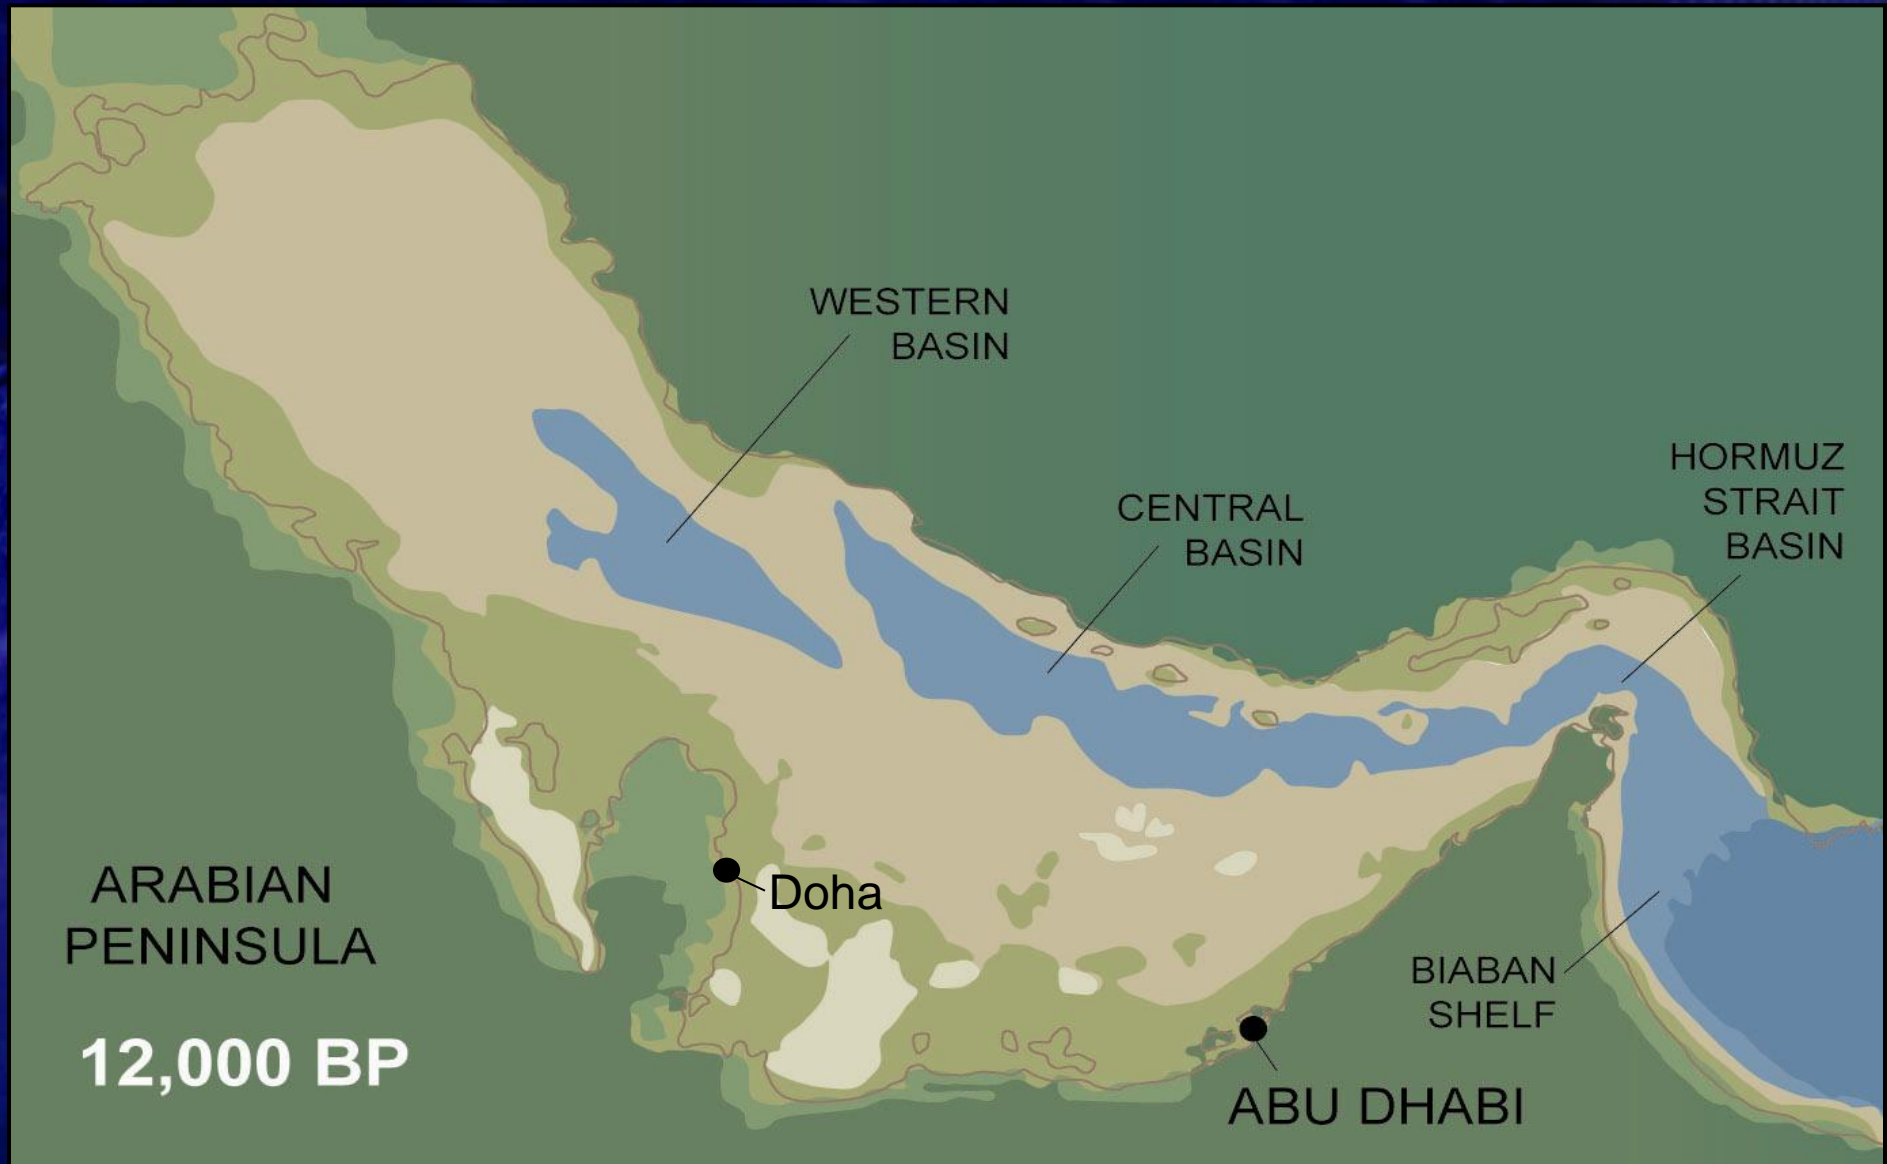 WESTERN
BASIN
HORMUZ
STRAIT
BASIN
CENTRAL
BASIN
ARABIAN
PENINSULA
Doha
BIABAN
SHELF
12,000 BP
ABU DHABI